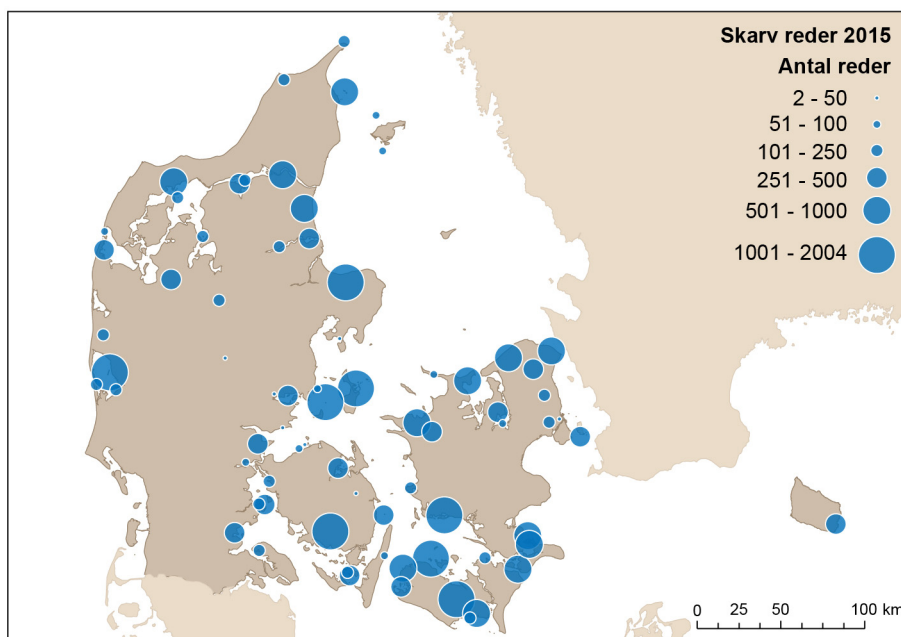 Skarv reder 2015
Antal reder
2 - 50
51 - 100
101 - 250
251 - 500
501 - 1000
1001 - 2004
0 25 50 100 km